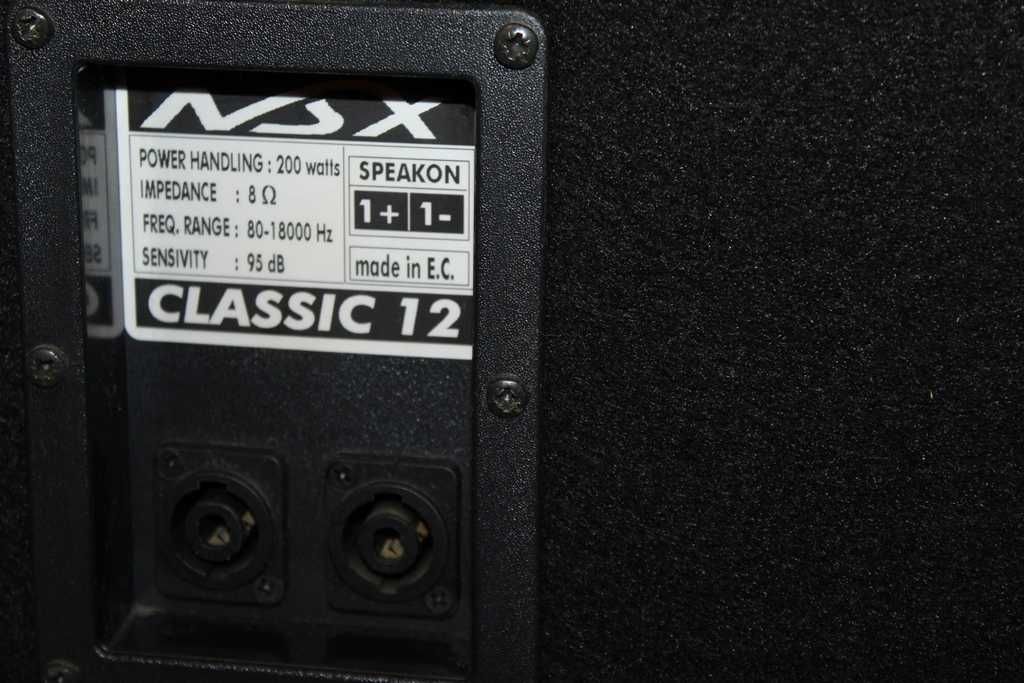 NSX
POWER HANDLING : 200 watts
IMPEDANCE : 8 Ω
FREQ. RANGE : 80-18000 Hz
SENSIVITY : 95 dB
SPEAKON
1+ 1-
made in E.C.
CLASSIC 12